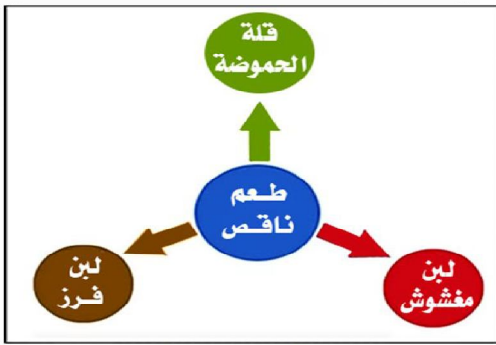 قلة
الحموضة
طعم
ناقص
لبن
مغشوش
لبن
فرز